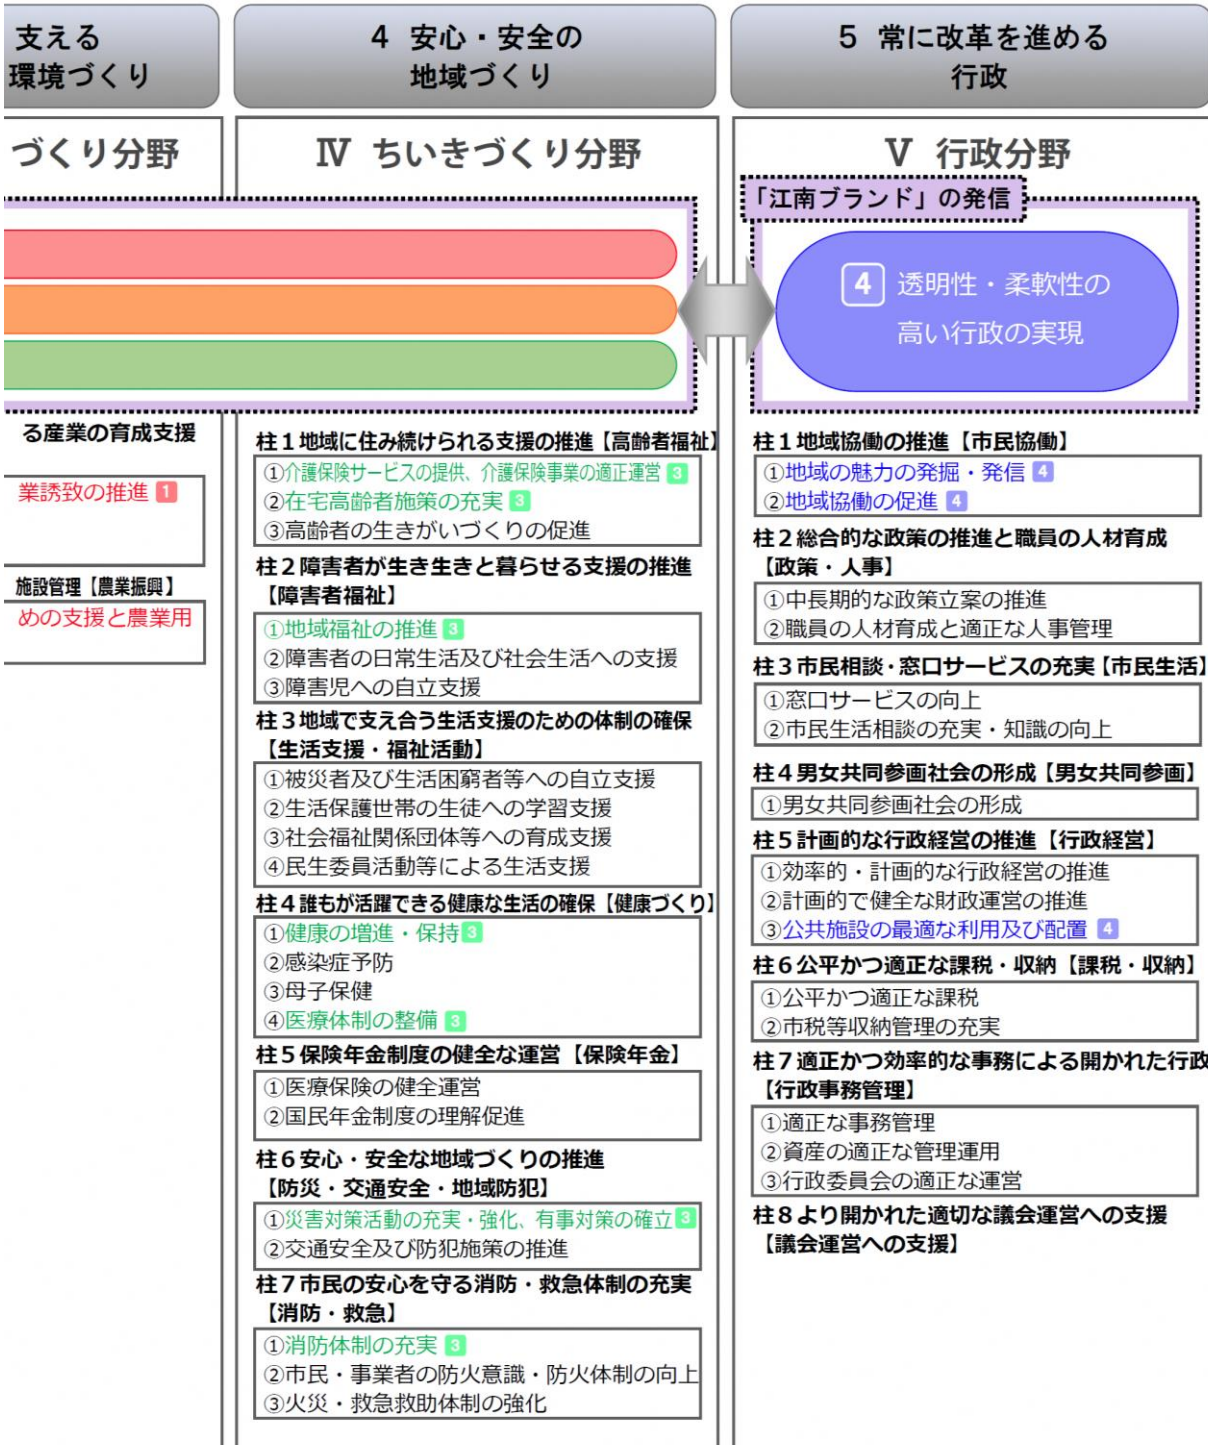 支える
環境づくり
づくり分野
る産業の育成支援
業誘致の推進 1
施設管理【農業振興】
めの支援と農業用
4 安心・安全の
地域づくり
Ⅳ ちいきづくり分野
柱1地域に住み続けられる支援の推進【高齢者福祉】
①介護保険サービスの提供、介護保険事業の適正運営 3
②在宅高齢者施策の充実 3
③高齢者の生きがいづくりの促進
柱2障害者が生き生きと暮らせる支援の推進
【障害者福祉】
①地域福祉の推進 3
②障害者の日常生活及び社会生活への支援
③障害児への自立支援
柱3地域で支え合う生活支援のための体制の確保
【生活支援・福祉活動】
①被災者及び生活困窮者等への自立支援
②生活保護世帯の生徒への学習支援
③社会福祉関係団体等への育成支援
④民生委員活動等による生活支援
柱4誰もが活躍できる健康な生活の確保【健康づくり】
①健康の増進・保持 3
②感染症予防
③母子保健
④医療体制の整備 3
柱5保険年金制度の健全な運営【保険年金】
①医療保険の健全運営
②国民年金制度の理解促進
柱6安心・安全な地域づくりの推進
【防災・交通安全・地域防犯】
①災害対策活動の充実・強化、有事対策の確立 3
②交通安全及び防犯施策の推進
柱7市民の安心を守る消防・救急体制の充実
【消防・救急】
①消防体制の充実 3
②市民・事業者の防火意識・防火体制の向上
③火災・救急救助体制の強化
5 常に改革を進める
行政
Ⅴ 行政分野
「江南ブランド」の発信
4 透明性・柔軟性の
高い行政の実現
柱1地域協働の推進【市民協働】
①地域の魅力の発掘・発信 4
②地域協働の促進 4
柱2総合的な政策の推進と職員の人材育成
【政策・人事】
①中長期的な政策立案の推進
②職員の人材育成と適正な人事管理
柱3市民相談・窓口サービスの充実【市民生活】
①窓口サービスの向上
②市民生活相談の充実・知識の向上
柱4男女共同参画社会の形成【男女共同参画】
①男女共同参画社会の形成
柱5計画的な行政経営の推進【行政経営】
①効率的・計画的な行政経営の推進
②計画的で健全な財政運営の推進
③公共施設の最適な利用及び配置 4
柱6公平かつ適正な課税・収納【課税・収納】
①公平かつ適正な課税
②市税等収納管理の充実
柱7適正かつ効率的な事務による開かれた行政
【行政事務管理】
①適正な事務管理
②資産の適正な管理運用
③行政委員会の適正な運営
柱8より開かれた適切な議会運営への支援
【議会運営への支援】